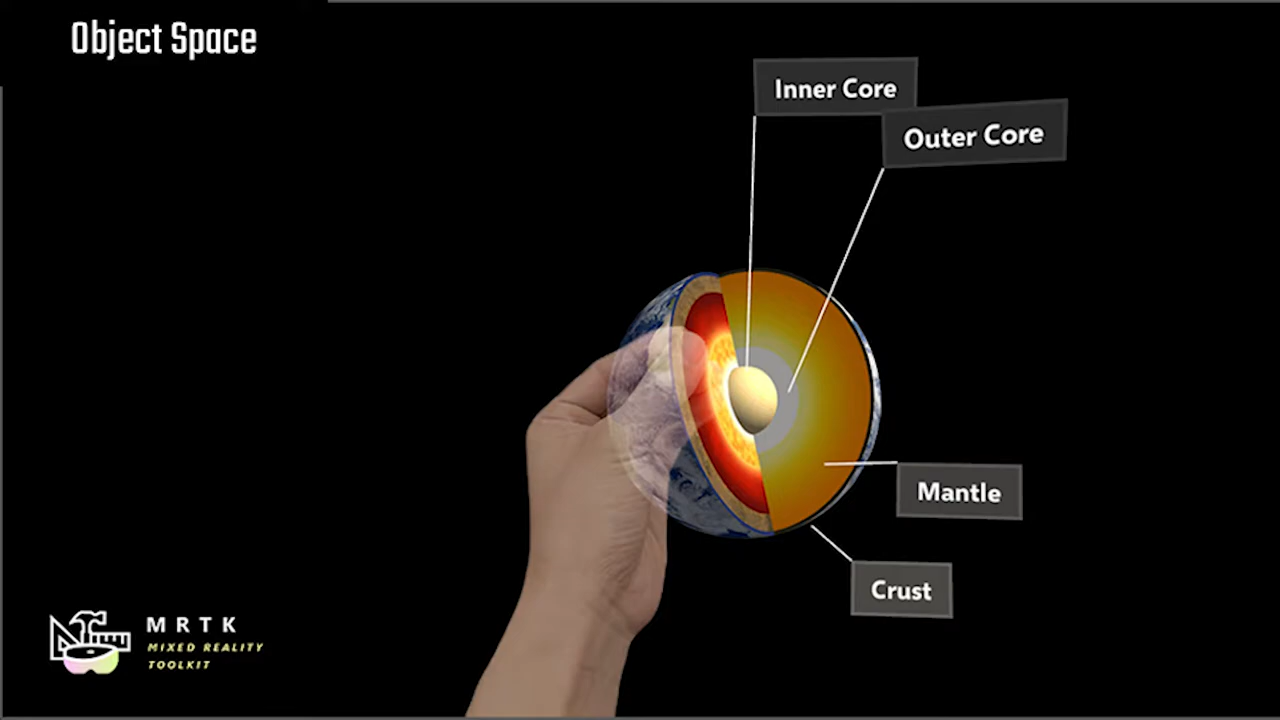 Object Space
Inner Core
Outer Core
Mantle
Crust
MRTK
MIXED REALITY
TOOLKIT